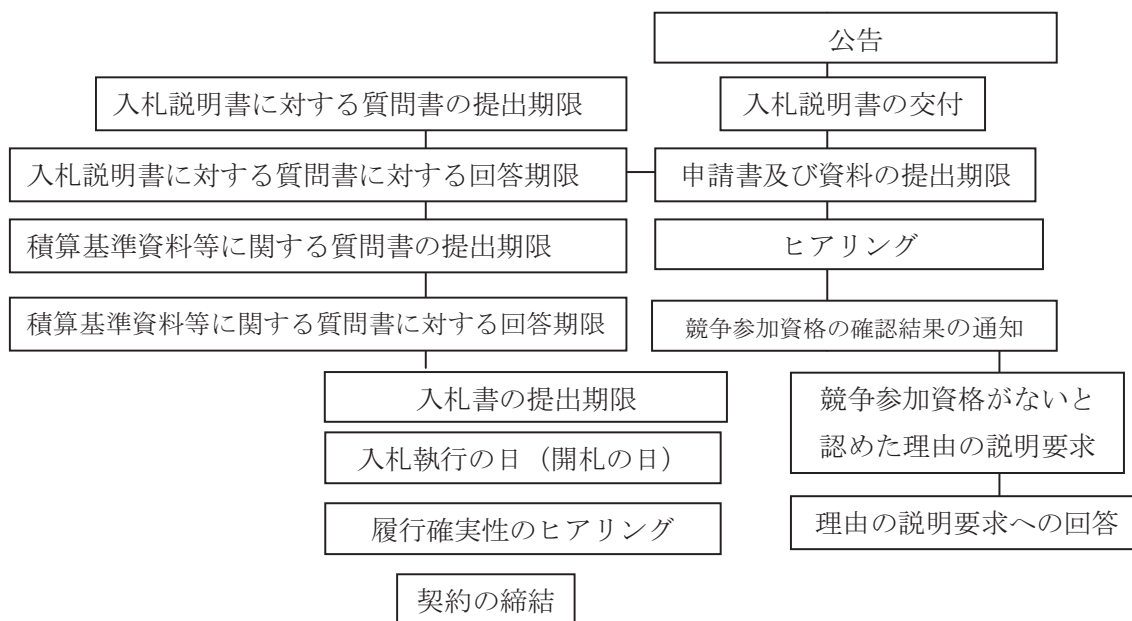 公告
入札説明書に対する質問書の提出期限
入札説明書の交付
入札説明書に対する質問書に対する回答期限
申請書及び資料の提出期限
積算基準資料等に関する質問書の提出期限
ヒアリング
積算基準資料等に関する質問書に対する回答期限
競争参加資格の確認結果の通知
入札書の提出期限
競争参加資格がないと
認めた理由の説明要求
入札執行の日（開札の日）
履行確実性のヒアリング
理由の説明要求への回答
契約の締結